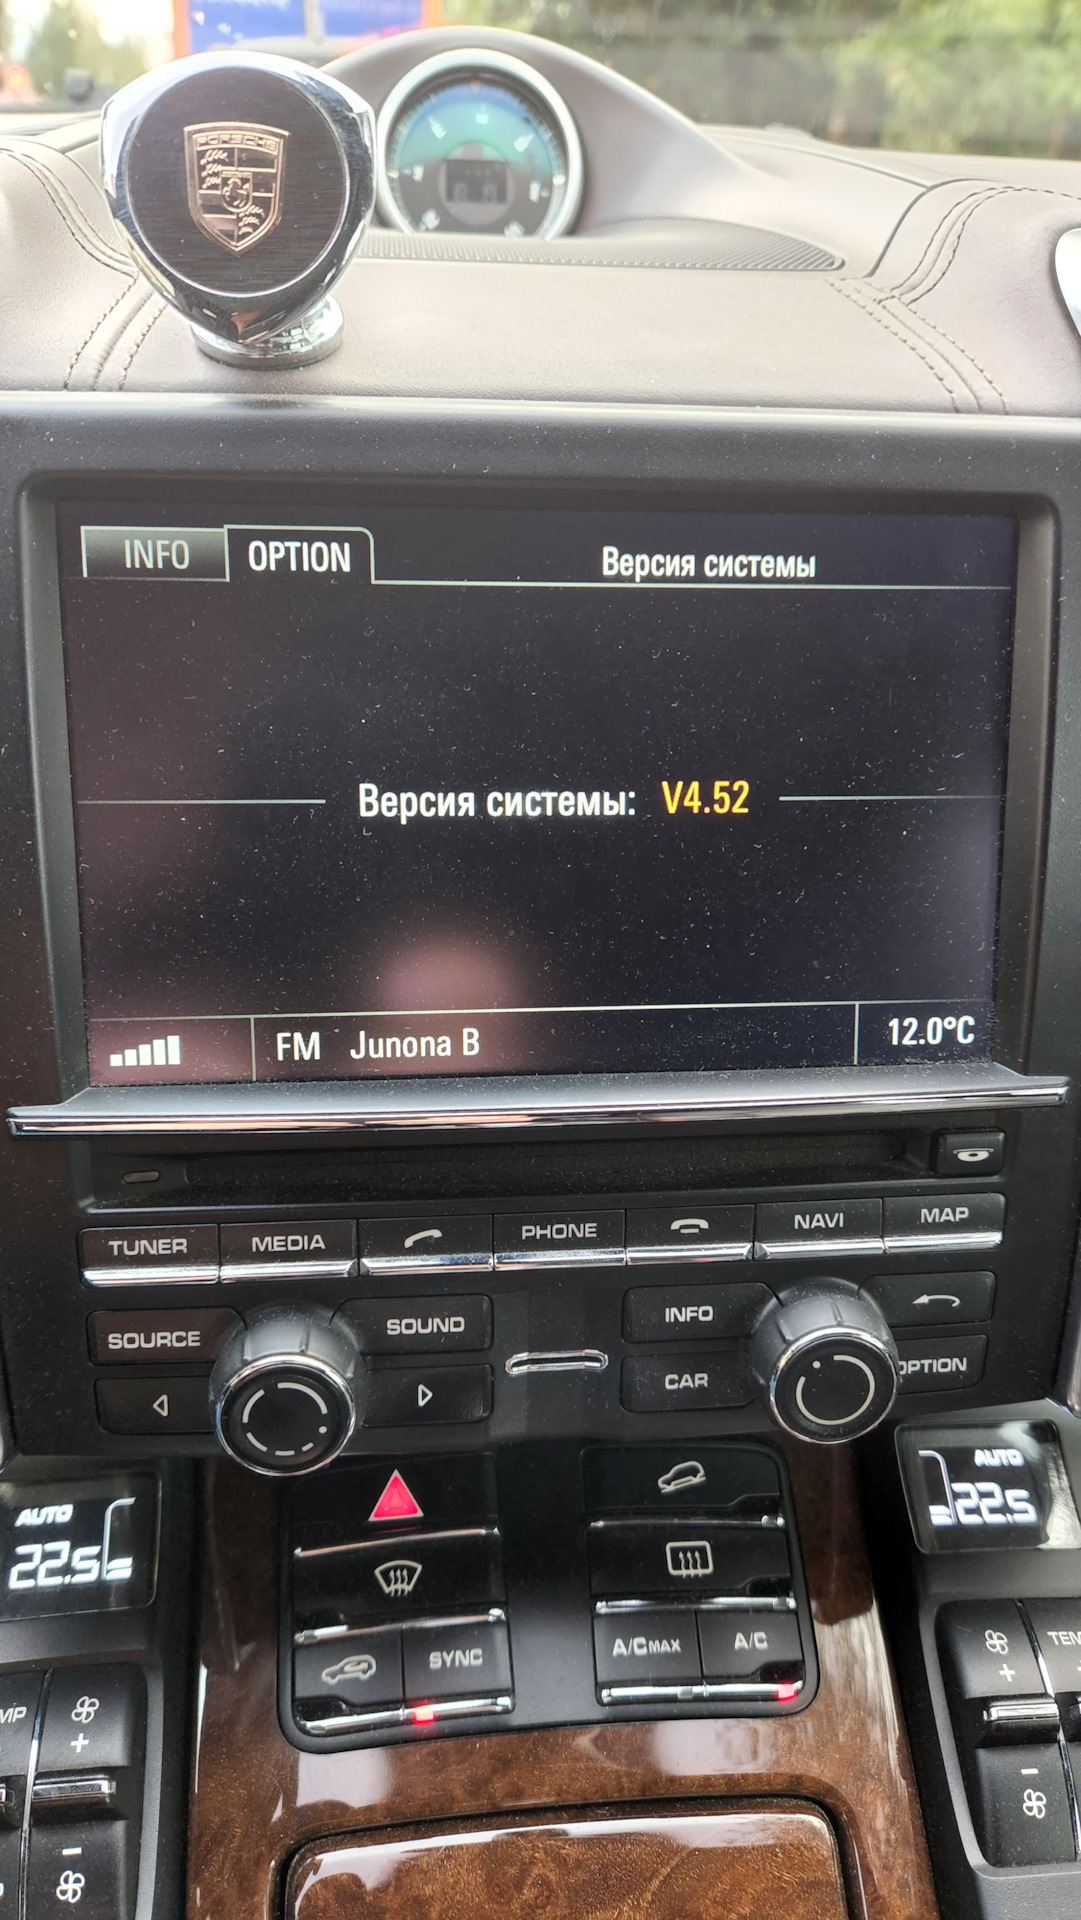 PORSCHE
INFO OPTION Версия системы
Версия системы: V4.52
FM Junona B 12.0°C
TUNER MEDIA PHONE NAVI MAP
SOURCE SOUND INFO
CAR OPTION
AUTO
22.5
AUTO
22.5
SYNC A/C MAX A/C